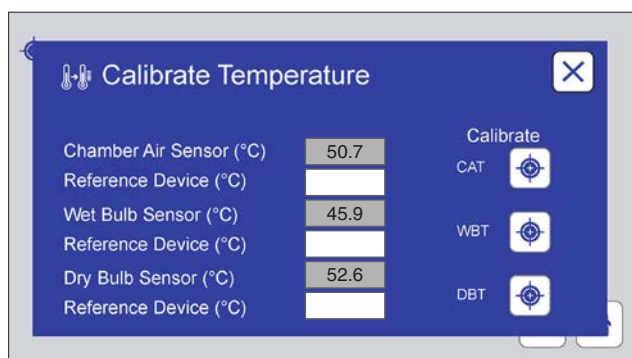 Calibrate Temperature
Calibrate
Chamber Air Sensor (°C) 50.7
CAT
Reference Device (°C)
Wet Bulb Sensor (°C) 45.9
WBT
Reference Device (°C)
Dry Bulb Sensor (°C) 52.6
DBT
Reference Device (°C)